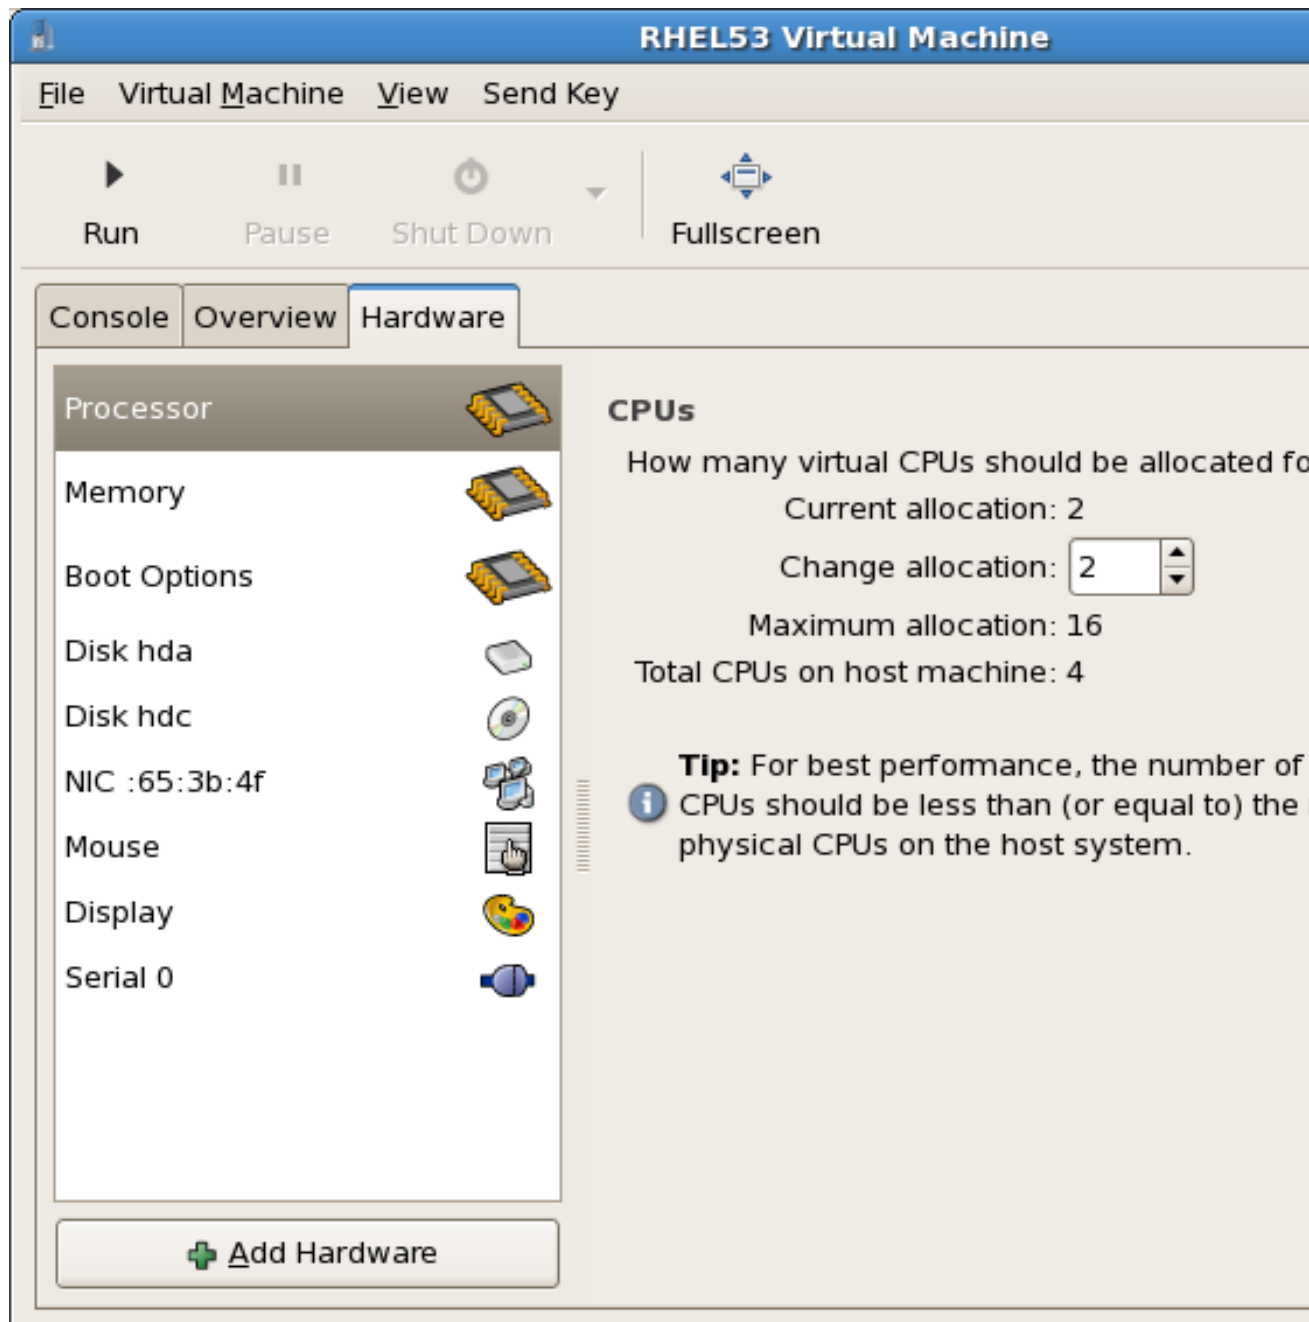 RHEL53 Virtual Machine
File Virtual Machine View Send Key
Run Pause Shut Down Fullscreen
Console Overview Hardware
Processor
Memory
Boot Options
Disk hda
Disk hdc
NIC :65:3b:4f
Mouse
Display
Serial 0
Add Hardware
CPUs
How many virtual CPUs should be allocated fo
Current allocation: 2
Change allocation: 2
Maximum allocation: 16
Total CPUs on host machine: 4
Tip: For best performance, the number of
CPUs should be less than (or equal to) the
physical CPUs on the host system.